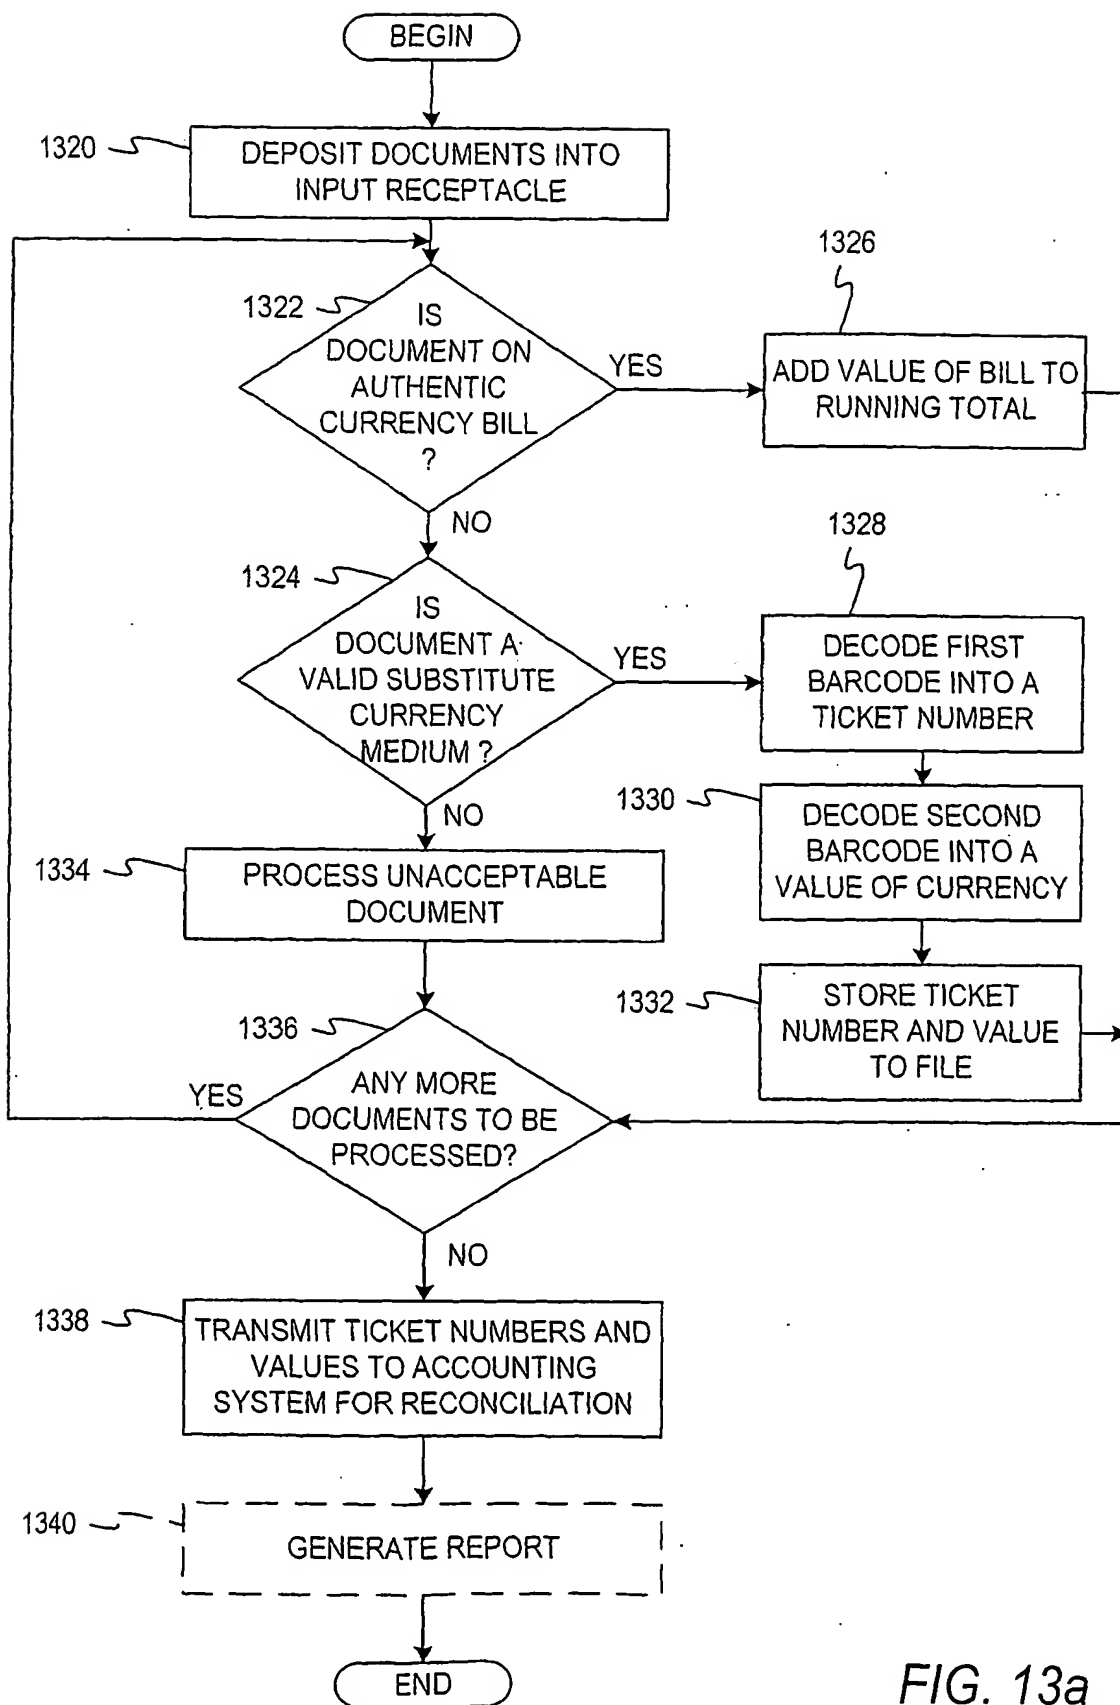 BEGIN
1320
DEPOSIT DOCUMENTS INTO
INPUT RECEPTACLE
1322
IS
DOCUMENT ON
AUTHENTIC
CURRENCY BILL
?
YES
1326
ADD VALUE OF BILL TO
RUNNING TOTAL
NO
1324
IS
DOCUMENT A
VALID SUBSTITUTE
CURRENCY
MEDIUM ?
YES
1328
DECODE FIRST
BARCODE INTO A
TICKET NUMBER
1330
DECODE SECOND
BARCODE INTO A
VALUE OF CURRENCY
1332
STORE TICKET
NUMBER AND VALUE
TO FILE
NO
1334
PROCESS UNACCEPTABLE
DOCUMENT
1336
ANY MORE
DOCUMENTS TO BE
PROCESSED?
YES
NO
1338
TRANSMIT TICKET NUMBERS AND
VALUES TO ACCOUNTING
SYSTEM FOR RECONCILIATION
1340
GENERATE REPORT
END
FIG. 13a